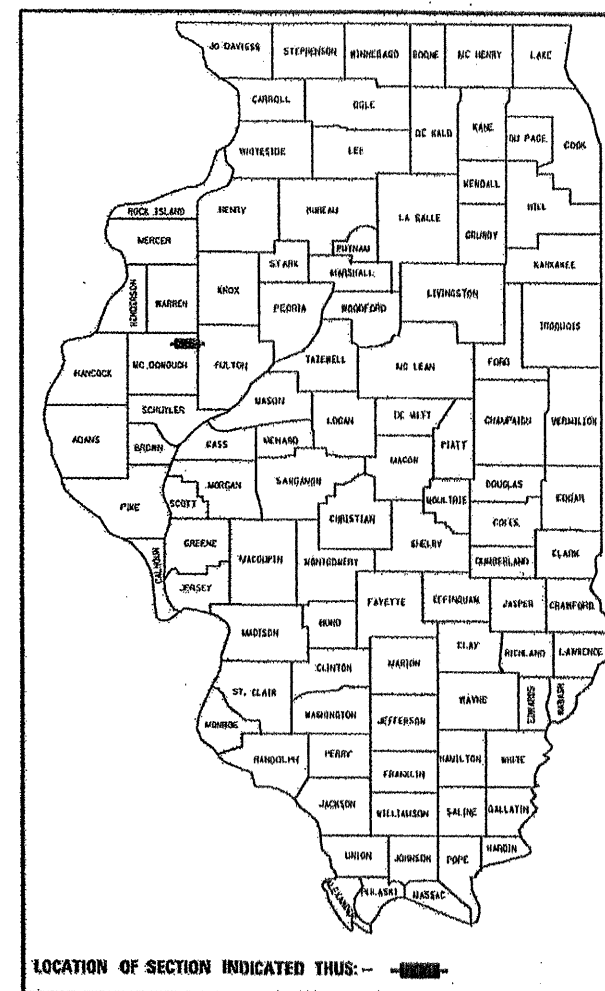 JO DAVIESS STEPHENSON WINNEBAGO BOONE MC HENRY LAKE
CARROLL OGLE
DE KALB KANE DU PAGE COOK
WHITESIDE LEE
KENDALL
ROCK ISLAND HENRY BUREAU LA SALLE WILL
MERCER PUTNAM GRUNDY
STARK MARSHALL KANKAKEE
HENDERSON WARREN KNOX
PEORIA WOODFORD LIVINGSTON
IROQUOIS
HANCOCK MC DONOUGH FULTON TAZEWELL MC LEAN FORD
MASON
SCHUYLER LOGAN DE WITT CHAMPAIGN VERMILION
ADAMS BROWN CASS MENARD PIATT
MACON
PIKE SCOTT MORGAN SANGAMON DOUGLAS EDGAR
MOULTRIE
CHRISTIAN COLES
GREENE SHELBY
CALHOUN MACOUPIN MONTGOMERY CUMBERLAND CLARK
JERSEY
FAYETTE EFFINGHAM JASPER CRAWFORD
MADISON BOND
CLAY RICHLAND LAWRENCE
CLINTON MARION
ST. CLAIR
WASHINGTON WAYNE EDWARDS WABASH
MONROE JEFFERSON
RANDOLPH PERRY HAMILTON WHITE
FRANKLIN
JACKSON WILLIAMSON SALINE GALLATIN
UNION JOHNSON POPE HARDIN
ALEXANDER PULASKI MASSAC
LOCATION OF SECTION INDICATED THUS:-